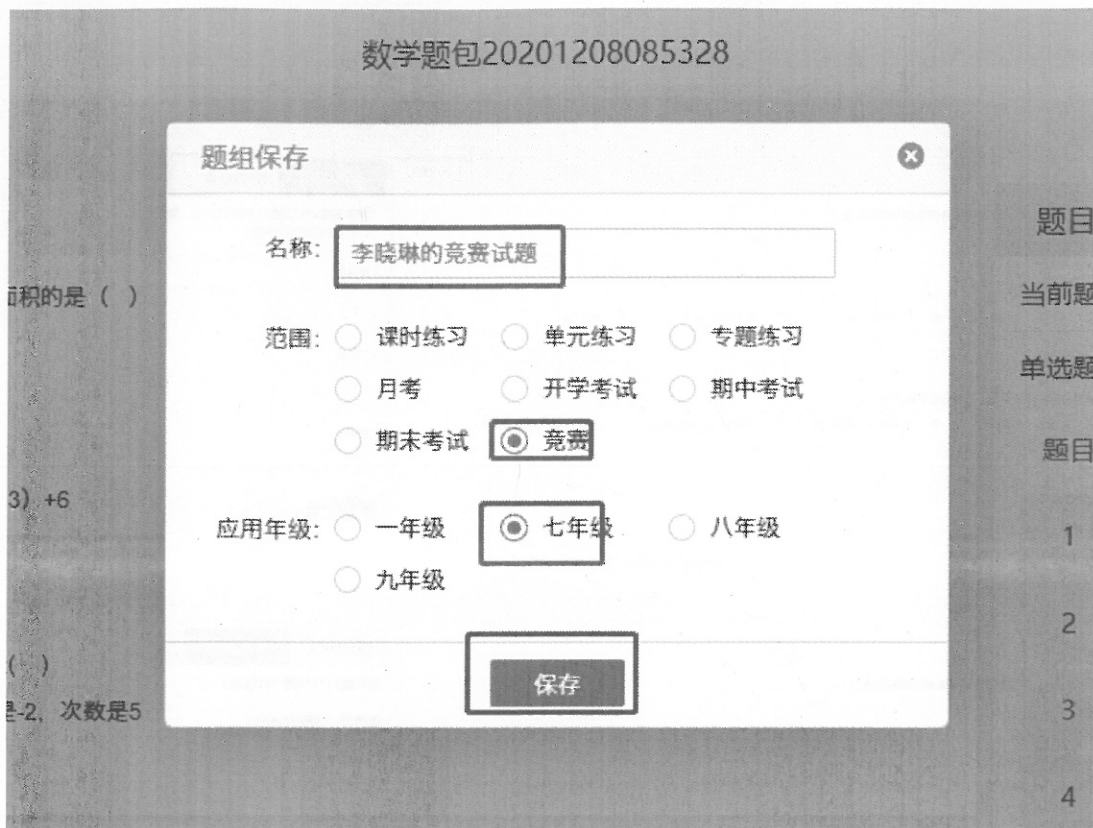 数学题包20201208085328
题组保存
名称: 李晓琳的竞赛试题
范围: 课时练习 单元练习 专题练习
月考 开学考试 期中考试
期末考试 竞赛
应用年级: 一年级 七年级 八年级
九年级
保存
面积的是（ ）
3）+6
( )
是-2，次数是5
题目
当前题
单选题
题目
1
2
3
4